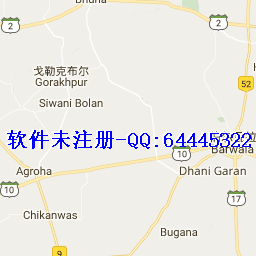 2
2
戈勒克布尔
Gorakhpur
52
Siwani Bolan
软件未注册-QQ:64445322
Barwala
10
Agroha
Dhani Garan
10
17
Chikanwas
Bugana
9